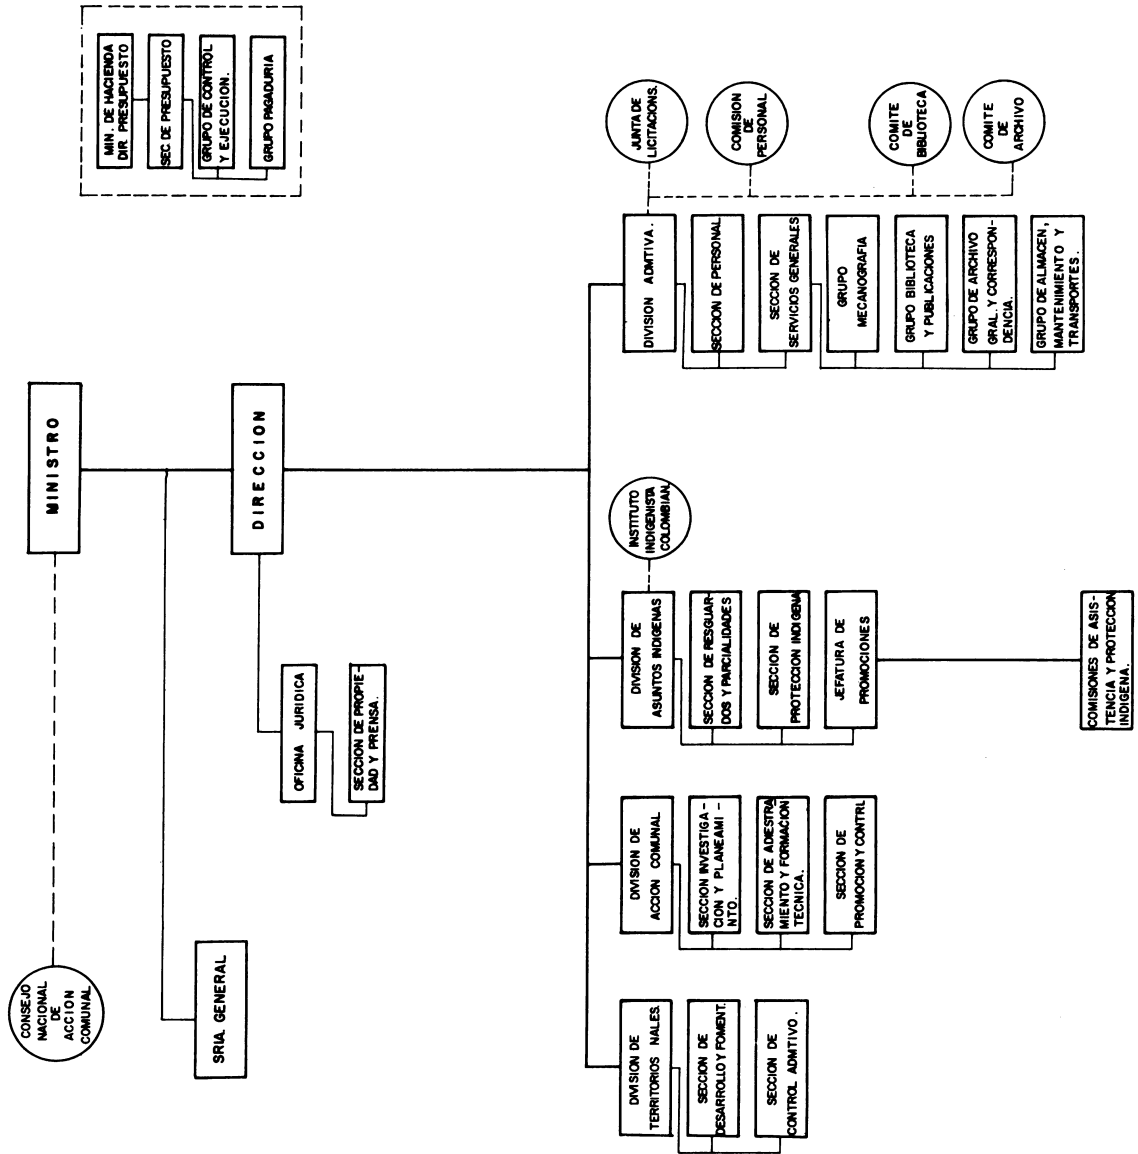 MINISTRO
CONSEJO
NACIONAL
DE
ACCION
COMUNAL
SRIA. GENERAL
DIRECCION
OFICINA JURIDICA
SECCION DE PROPIE-
DAD Y PRENSA.
MIN. DE HACIENDA
DIR. PRESUPUESTO
SEC. DE PRESUPUESTO
GRUPO DE CONTROL
Y EJECUCION.
GRUPO PAGADURIA
DIVISION DE
TERRITORIOS NALES.
SECCION DE
DESARROLLO Y FOMENT.
SECCION DE
CONTROL ADMTIVO.
DIVISION DE
ACCION COMUNAL
SECCION INVESTIGA-
CION Y PLANEAMI-
NTO.
SECCION DE ADIESTRA
MIENTO Y FORMACION
TECNICA.
SECCION DE
PROMOCION Y CONTRL
INSTITUTO
INDIGENISTA
COLOMBIAN.
DIVISION DE
ASUNTOS INDIGENAS
SECCION DE RESGUAR-
DOS Y PARCIALIDADES
SECCION DE
PROTECCION INDIGENA
JEFATURA DE
PROMOCIONES
COMISIONES DE ASIS-
TENCIA Y PROTECCION
INDIGENA.
JUNTA DE
LICITACIONS.
COMISION
DE
PERSONAL
COMITE
DE
BIBLIOTECA
COMITE
DE
ARCHIVO
DIVISION ADMTIVA.
SECCION DE PERSONAL
SECCION DE
SERVICIOS GENERALES
GRUPO
MECANOGRAFIA
GRUPO BIBLIOTECA
Y PUBLICACIONES
GRUPO DE ARCHIVO
GRAL. Y CORRESPON-
DENCIA.
GRUPO DE ALMACEN,
MANTENIMIENTO Y
TRANSPORTES.